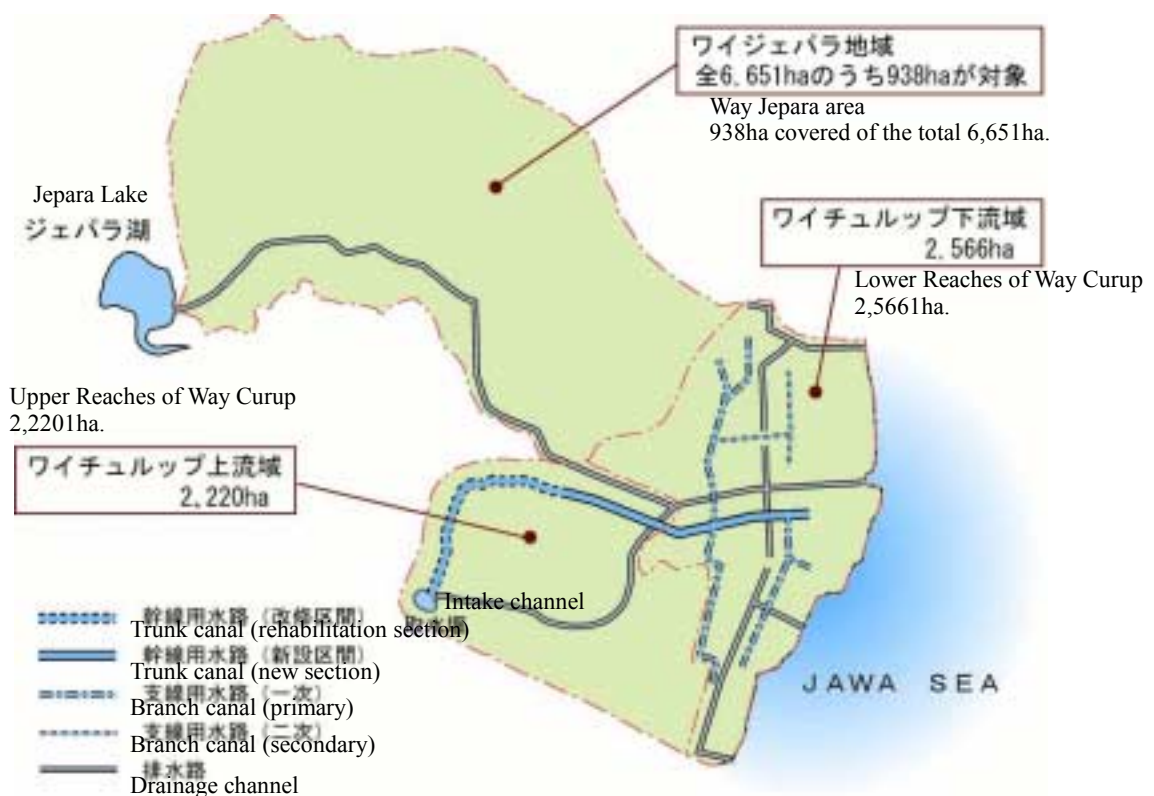 ワイジェパラ地域
全6,651haのうち938haが対象
Way Jepara area
938ha covered of the total 6,651ha.
Jepara Lake
ジェパラ湖
ワイチュルップ下流域
2,566ha
Lower Reaches of Way Curup
2,5661ha.
Upper Reaches of Way Curup
2,2201ha.
ワイチュルップ上流域
2,220ha
Intake channel
幹線用水路（改修区間）
Trunk canal (rehabilitation section)
幹線用水路（新設区間）
Trunk canal (new section)
支線用水路（一次）
Branch canal (primary)
支線用水路（二次）
Branch canal (secondary)
排水路
Drainage channel
JAWA SEA